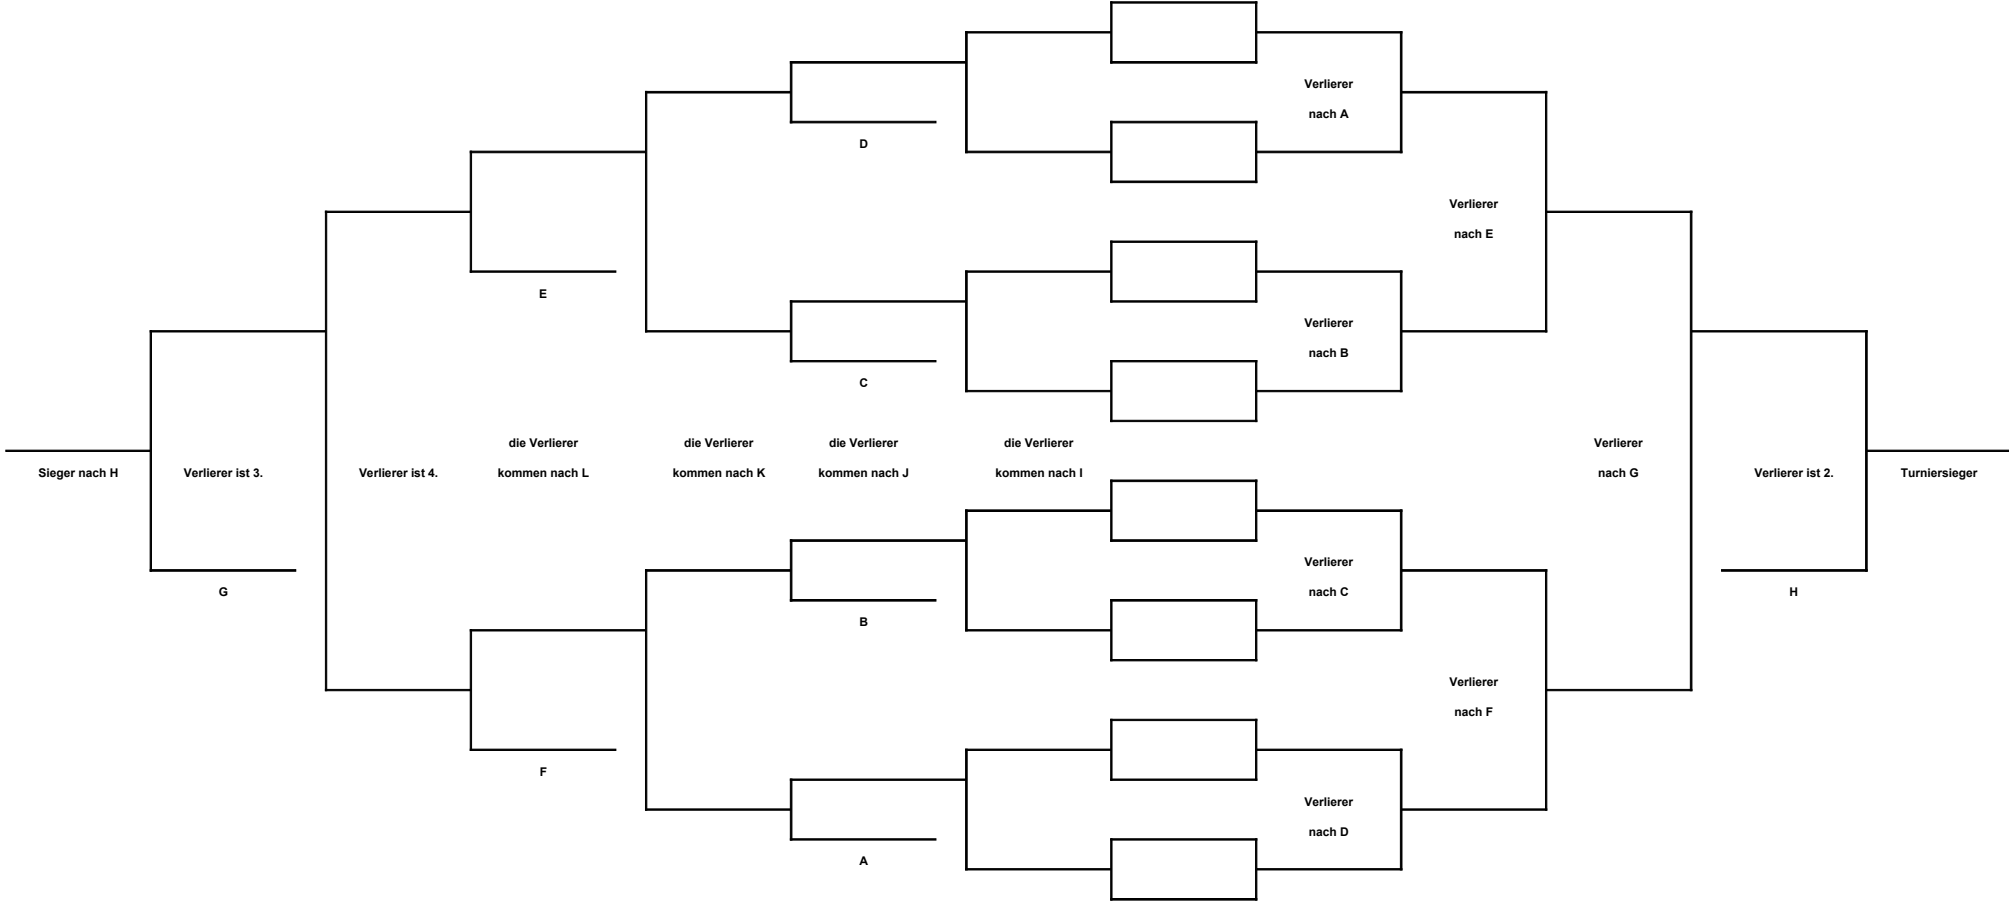 Verlierer
nach A
D
Verlierer
nach E
E
Verlierer
nach B
C
die Verlierer
kommen nach L
die Verlierer
kommen nach K
die Verlierer
kommen nach J
die Verlierer
kommen nach I
Verlierer
nach G
Sieger nach H
Verlierer ist 3.
Verlierer ist 4.
Verlierer ist 2.
Turniersieger
Verlierer
nach C
G
B
H
Verlierer
nach F
F
Verlierer
nach D
A